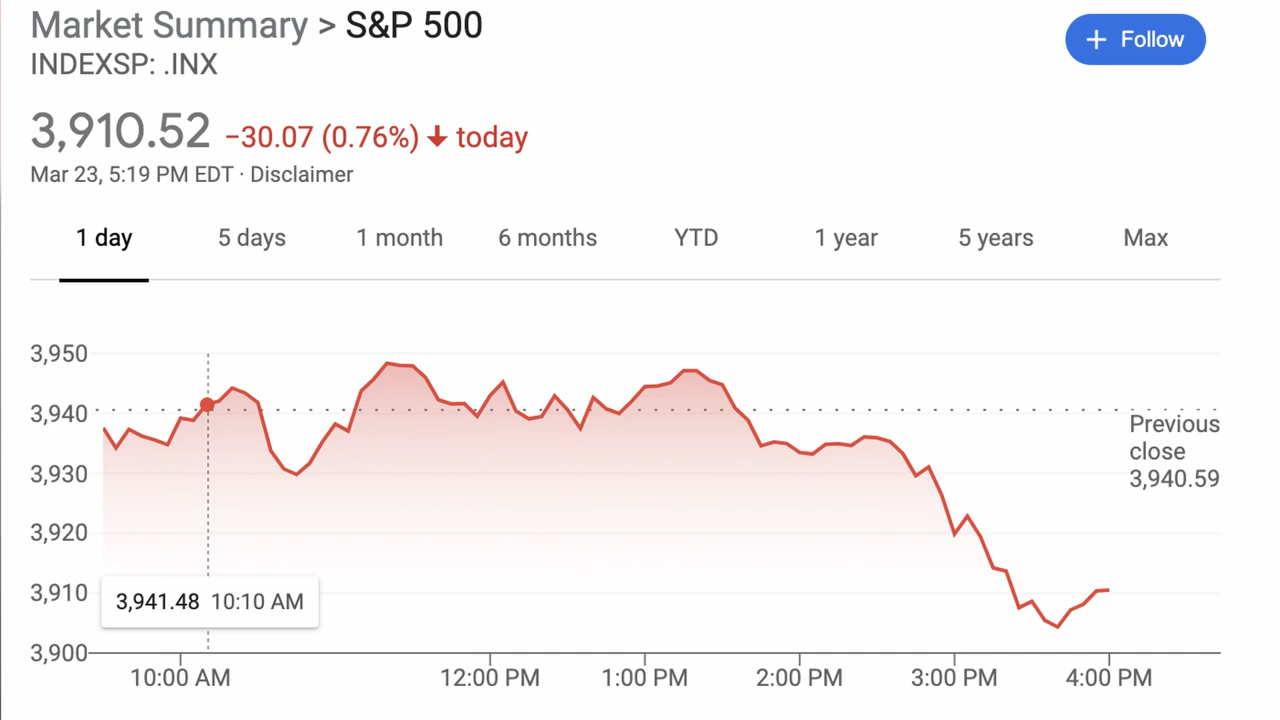 Market Summary > S&P 500
+ Follow
INDEXSP: .INX
3,910.52 −30.07 (0.76%) ↓ today
Mar 23, 5:19 PM EDT · Disclaimer
1 day 5 days 1 month 6 months YTD 1 year 5 years Max
3,950
3,940
Previous
close
3,940.59
3,930
3,920
3,910
3,941.48 10:10 AM
3,900
10:00 AM 12:00 PM 1:00 PM 2:00 PM 3:00 PM 4:00 PM